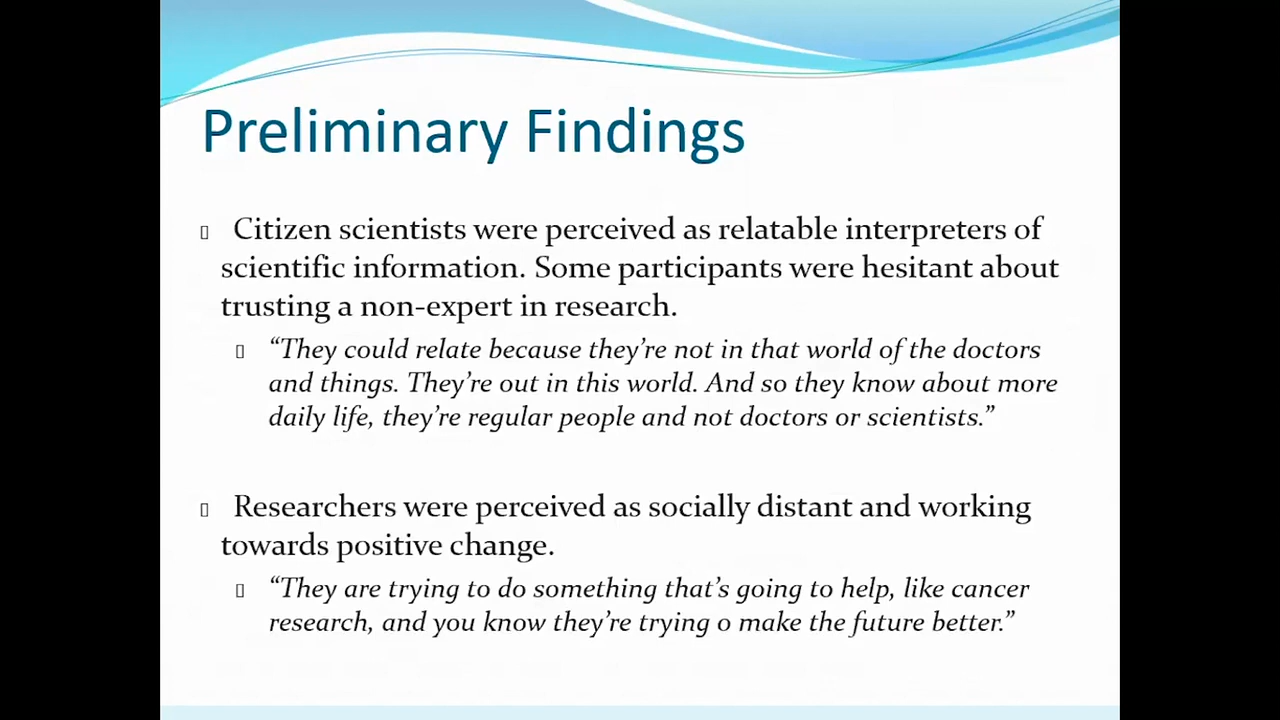 Preliminary Findings
Citizen scientists were perceived as relatable interpreters of
scientific information. Some participants were hesitant about
trusting a non-expert in research.
“They could relate because they’re not in that world of the doctors
and things. They’re out in this world. And so they know about more
daily life, they’re regular people and not doctors or scientists.”
Researchers were perceived as socially distant and working
towards positive change.
“They are trying to do something that’s going to help, like cancer
research, and you know they’re trying o make the future better.”